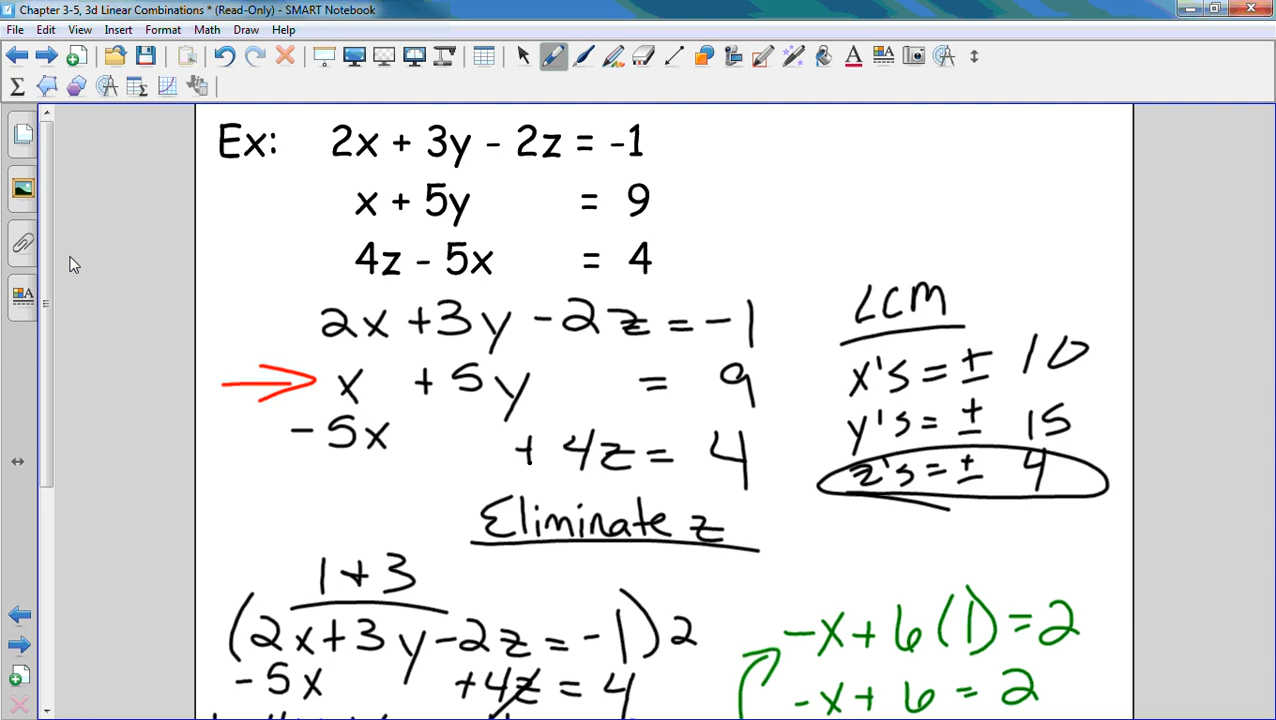 Chapter 3-5, 3d Linear Combinations * (Read-Only) - SMART Notebook
File Edit View Insert Format Math Draw Help
Ex: 2x + 3y - 2z = -1
x + 5y = 9
4z - 5x = 4
2x + 3y - 2z = -1
x + 5y = 9
-5x + 4z = 4
LCM
x's = ± 10
y's = ± 15
z's = ± 4
Eliminate z
1 + 3
(2x + 3y - 2z = -1) 2
-5x + 4z = 4
-x + 6(1) = 2
-x + 6 = 2